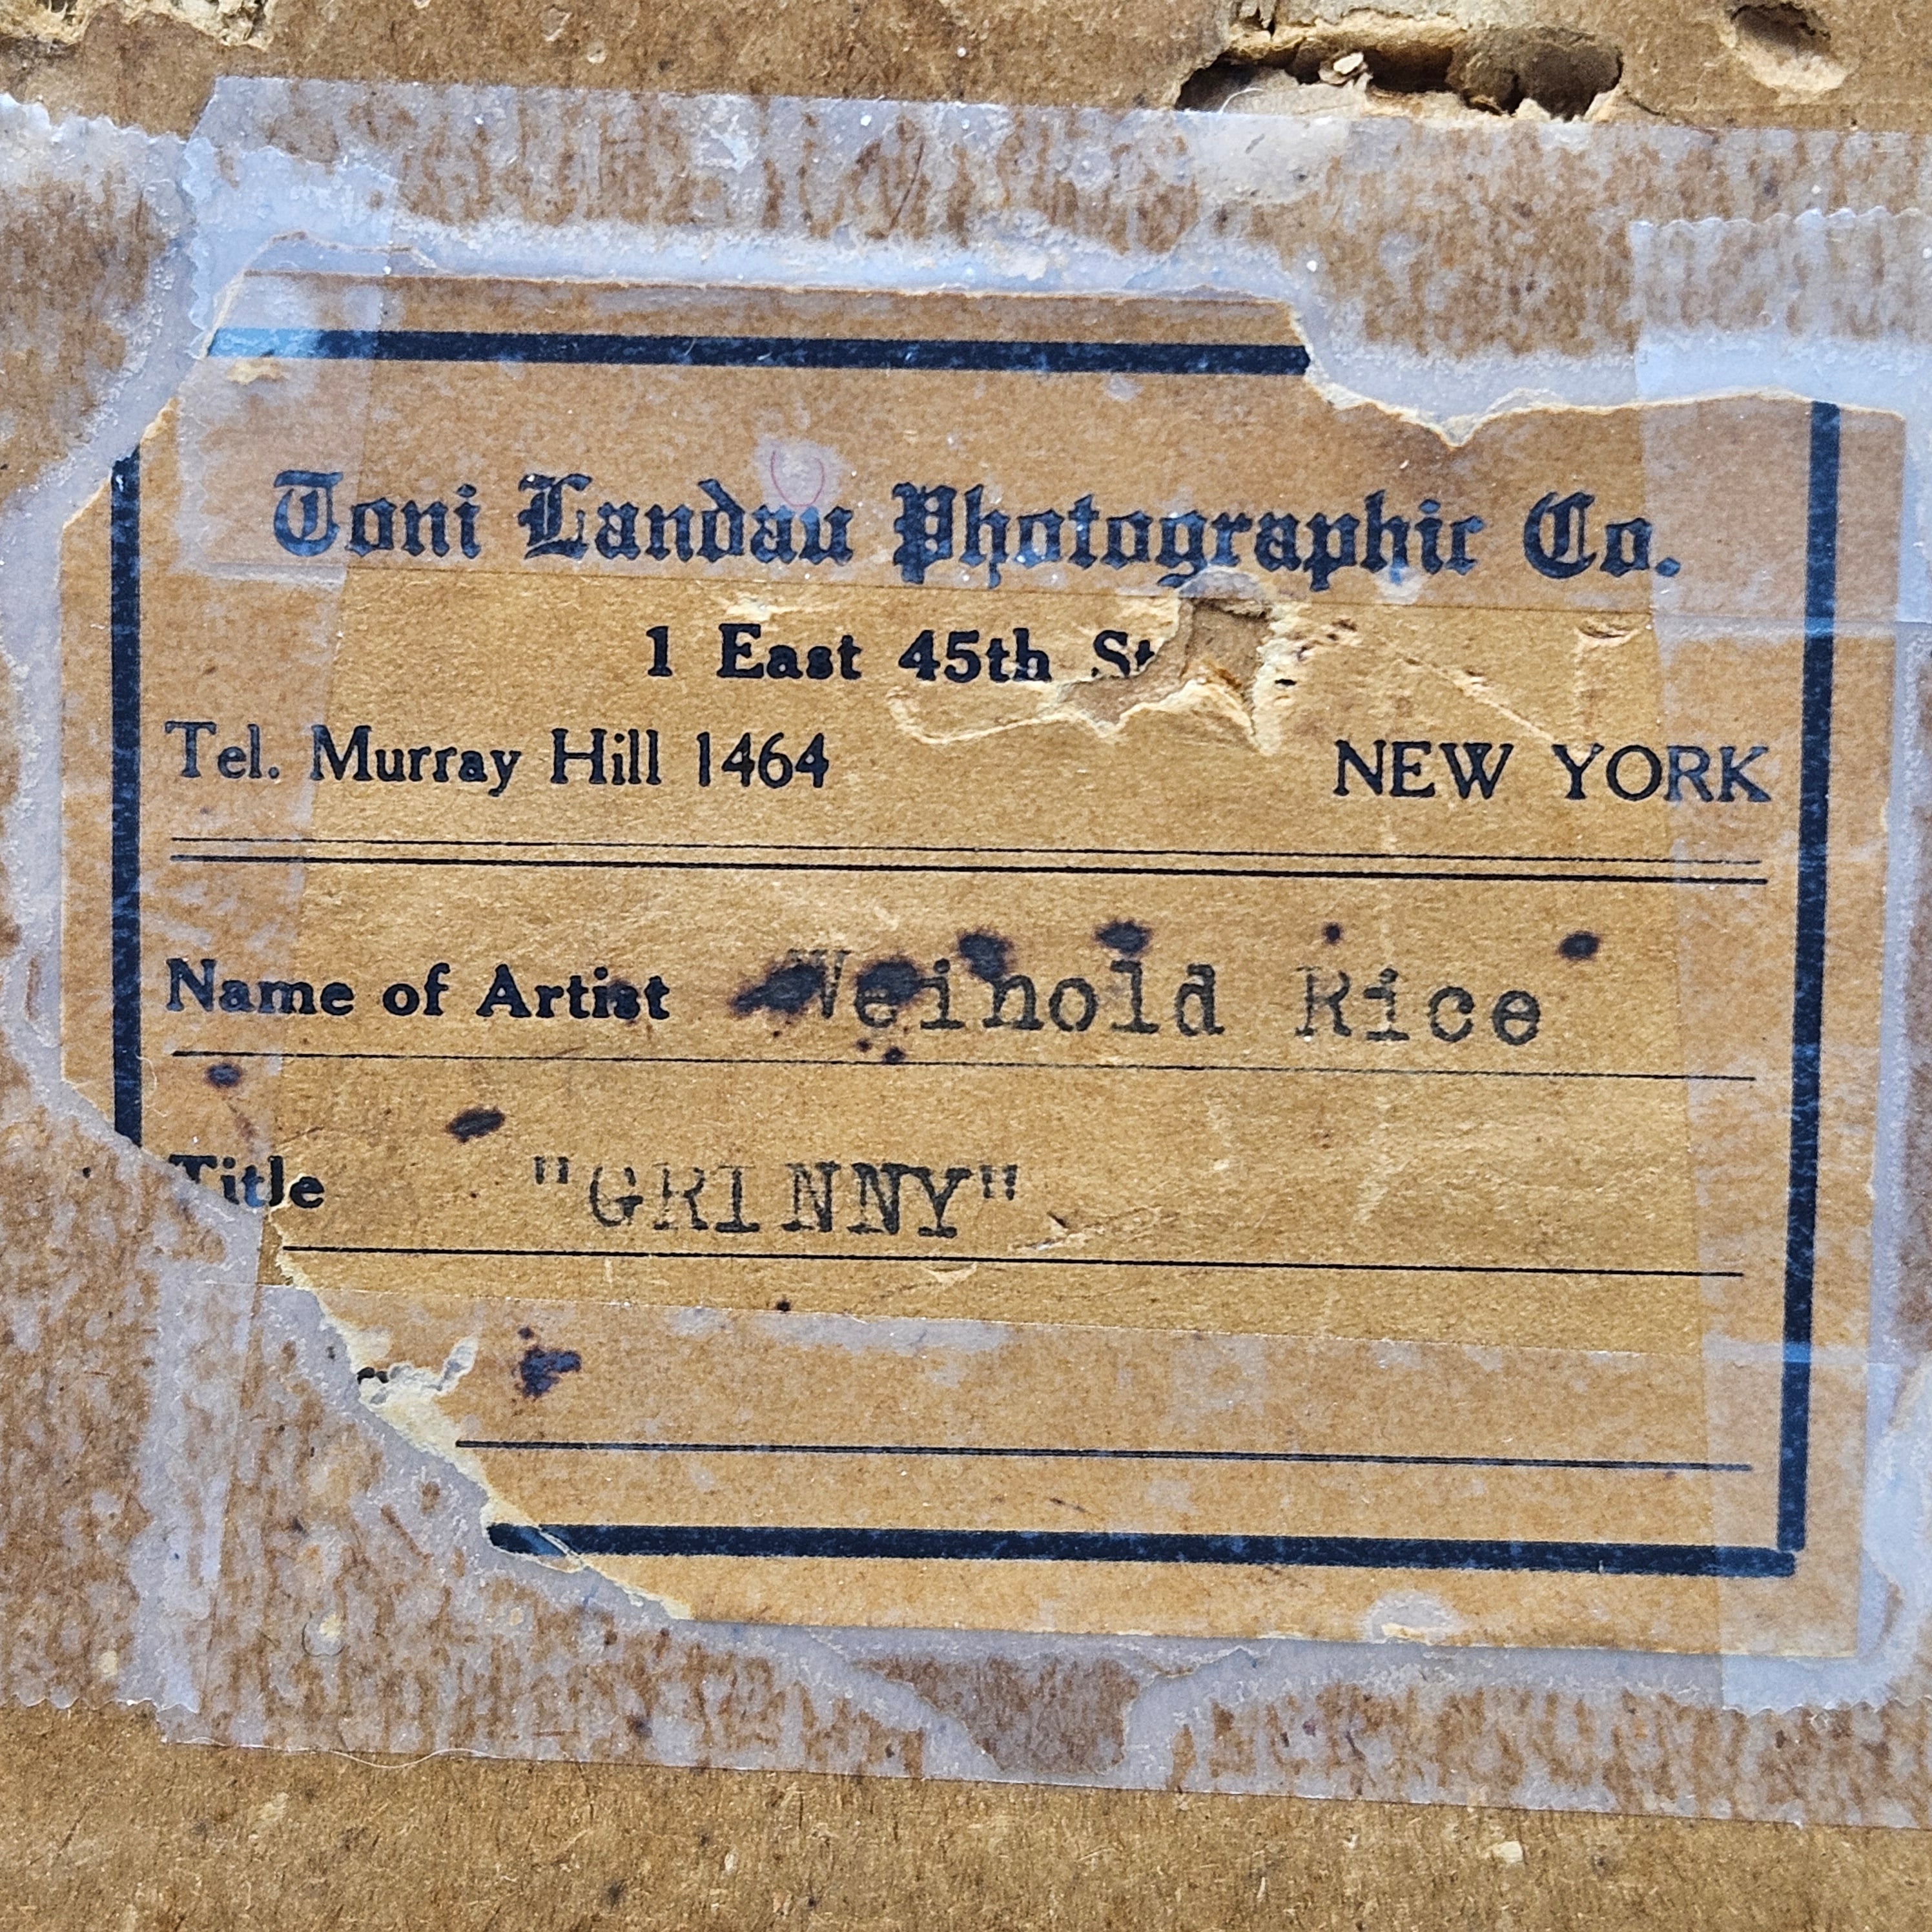 Toni Landau Photographic Co.
1 East 45th St
Tel. Murray Hill 1464 NEW YORK
Name of Artist Weihold Rice
Title "GRINNY"